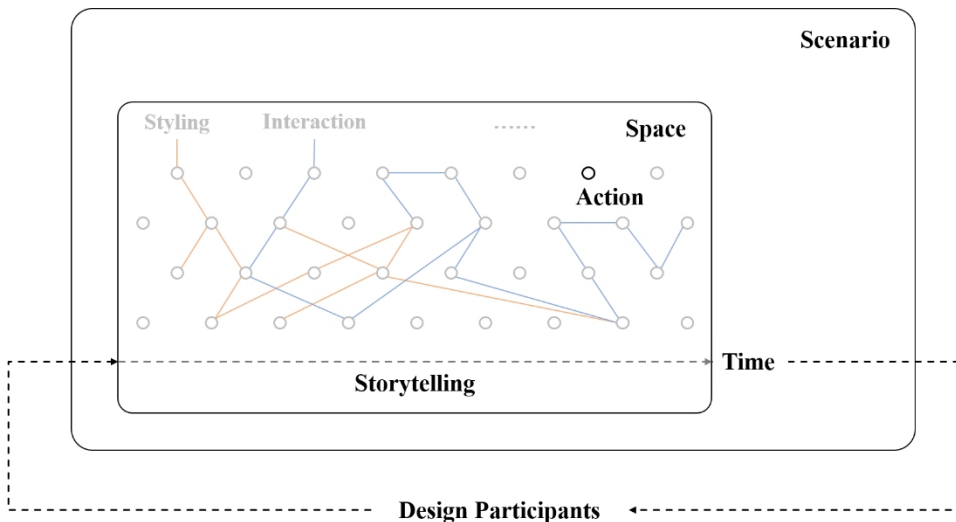 Scenario
Styling
Interaction
......
Space
Action
Time
Storytelling
Design Participants